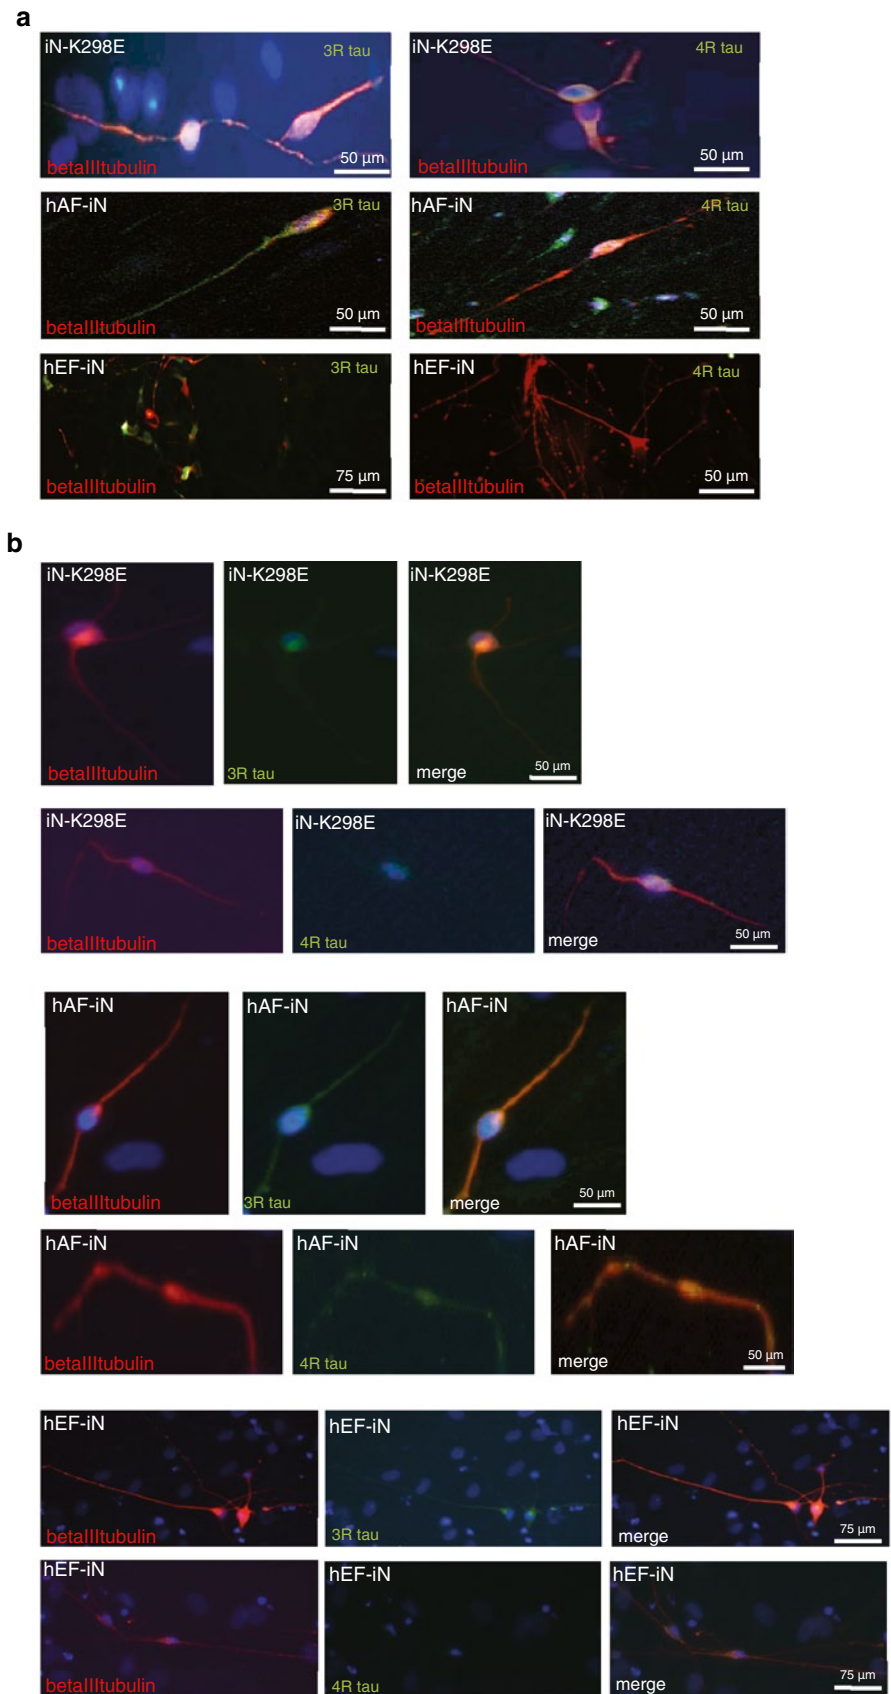 a
iN-K298E
3R tau
betaIIItubulin
50 μm
iN-K298E
4R tau
betaIIItubulin
50 μm
hAF-iN
3R tau
betaIIItubulin
50 μm
hAF-iN
4R tau
betaIIItubulin
50 μm
hEF-iN
3R tau
betaIIItubulin
75 μm
hEF-iN
4R tau
betaIIItubulin
50 μm
b
iN-K298E
betaIIItubulin
iN-K298E
3R tau
iN-K298E
merge
50 μm
iN-K298E
betaIIItubulin
iN-K298E
4R tau
iN-K298E
merge
50 μm
hAF-iN
betaIIItubulin
hAF-iN
3R tau
hAF-iN
merge
50 μm
hAF-iN
betaIIItubulin
hAF-iN
4R tau
hAF-iN
merge
50 μm
hEF-iN
betaIIItubulin
hEF-iN
3R tau
hEF-iN
merge
75 μm
hEF-iN
betaIIItubulin
hEF-iN
4R tau
hEF-iN
merge
75 μm